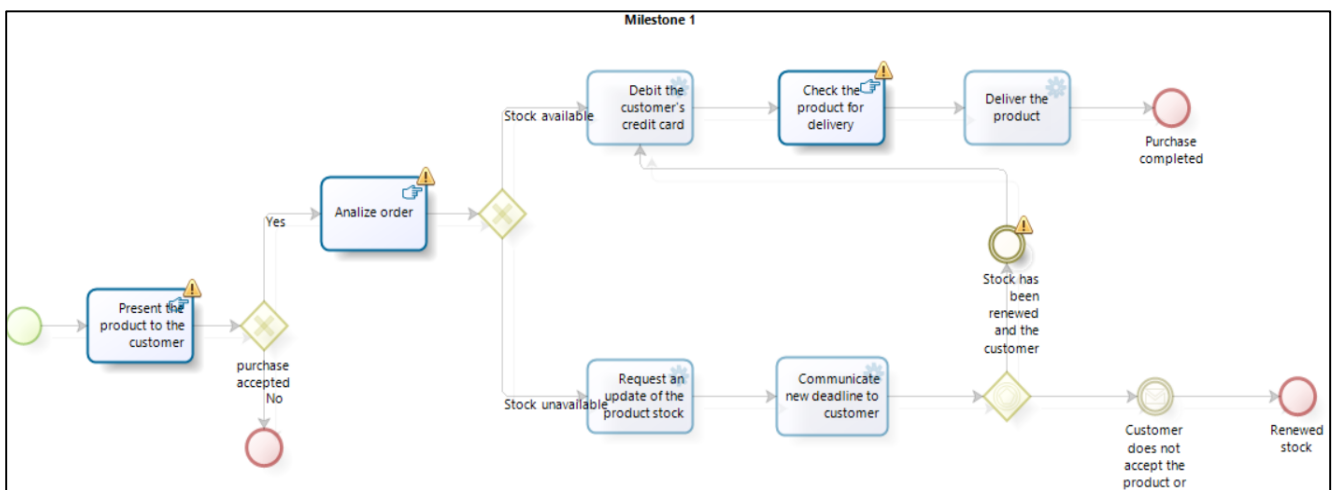 Milestone 1
Debit the
customer's
credit card
Check the
product for
delivery
Deliver the
product
Stock available
Purchase
completed
Analize order
Yes
Stock has
been
renewed
and the
customer
Present the
product to the
customer
purchase
accepted
No
Request an
update of the
product stock
Communicate
new deadline to
customer
Stock unavailable
Customer
does not
accept the
product or
Renewed
stock